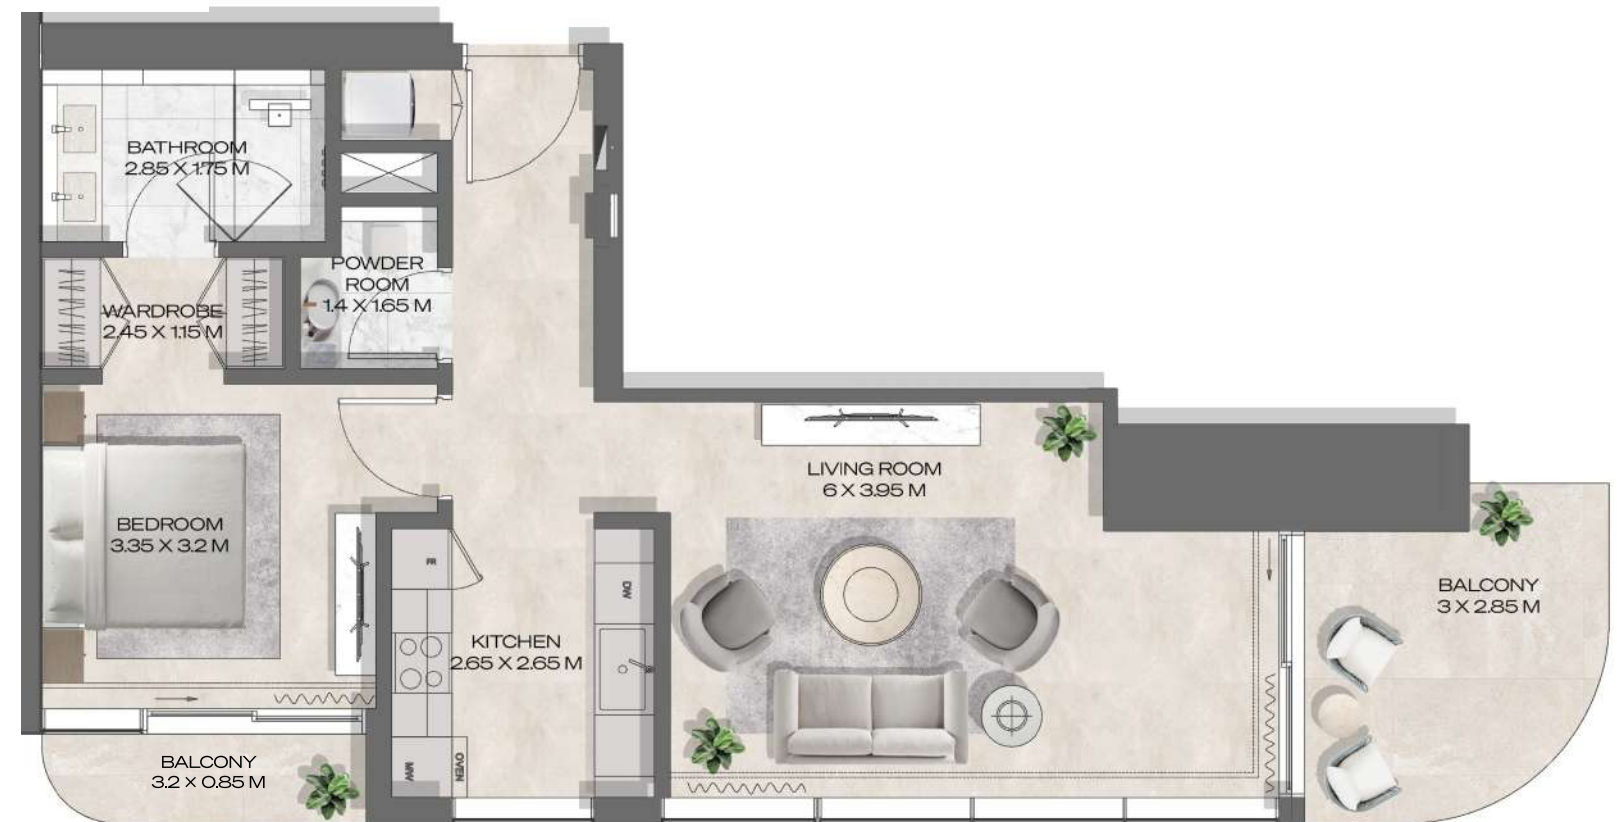 BATHROOM
2.85 X 1.75 M
POWDER
ROOM
1.4 X 1.65 M
WARDROBE
2.45 X 1.15 M
LIVING ROOM
6 X 3.95 M
BEDROOM
3.35 X 3.2 M
FR
DW
BALCONY
3 X 2.85 M
KITCHEN
2.65 X 2.65 M
BALCONY
3.2 X 0.85 M
MW
OVEN